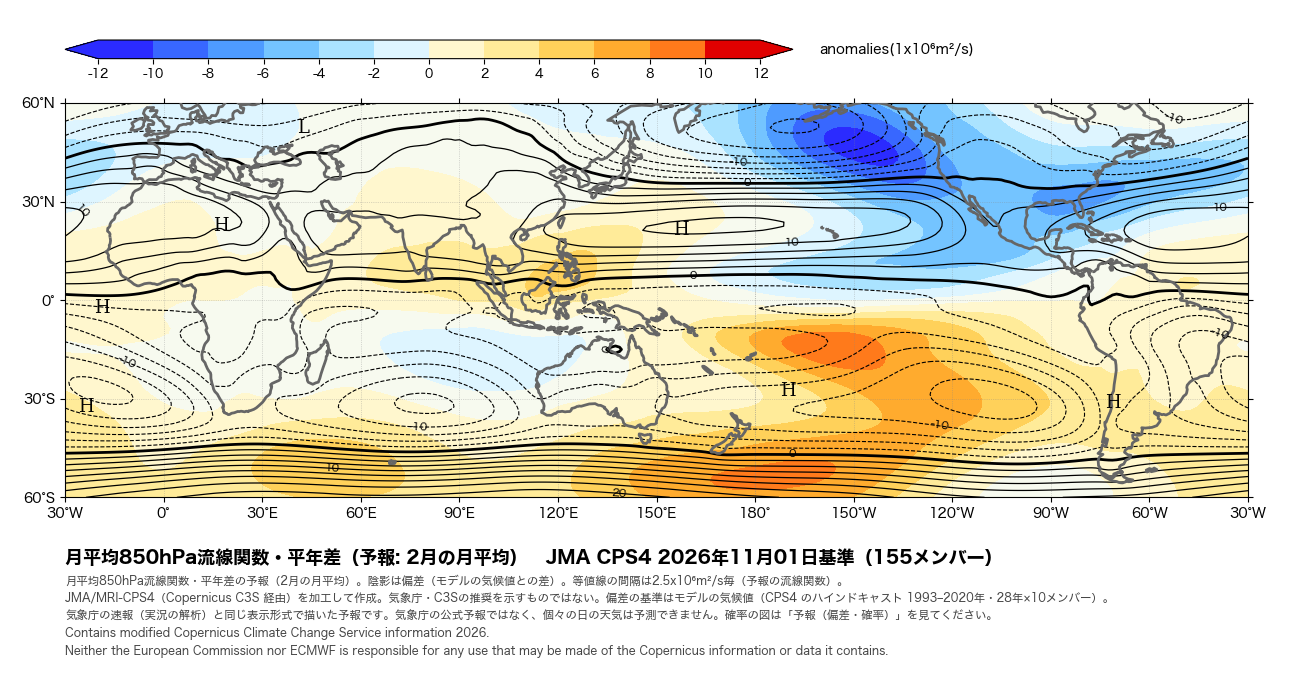 anomalies(1x10⁶m²/s)
-12 -10 -8 -6 -4 -2 0 2 4 6 8 10 12
60°N
30°N
0°
30°S
60°S
L
H
H
H
H
H
H
10
10
-10
0
10
0
10
-10
-10
-10
-10
-10
0
0
10
20
30°W 0° 30°E 60°E 90°E 120°E 150°E 180° 150°W 120°W 90°W 60°W 30°W
月平均850hPa流線関数・平年差（予報: 2月の月平均） JMA CPS4 2026年11月01日基準（155メンバー）
月平均850hPa流線関数・平年差の予報（2月の月平均）。陰影は偏差（モデルの気候値との差）。等値線の間隔は2.5x10⁶m²/s毎（予報の流線関数）。
JMA/MRI-CPS4（Copernicus C3S 経由）を加工して作成。気象庁・C3Sの推奨を示すものではない。偏差の基準はモデルの気候値（CPS4 のハインドキャスト 1993–2020年・28年×10メンバー）。
気象庁の速報（実況の解析）と同じ表示形式で描いた予報です。気象庁の公式予報ではなく、個々の日の天気は予測できません。確率の図は「予報（偏差・確率）」を見てください。
Contains modified Copernicus Climate Change Service information 2026.
Neither the European Commission nor ECMWF is responsible for any use that may be made of the Copernicus information or data it contains.